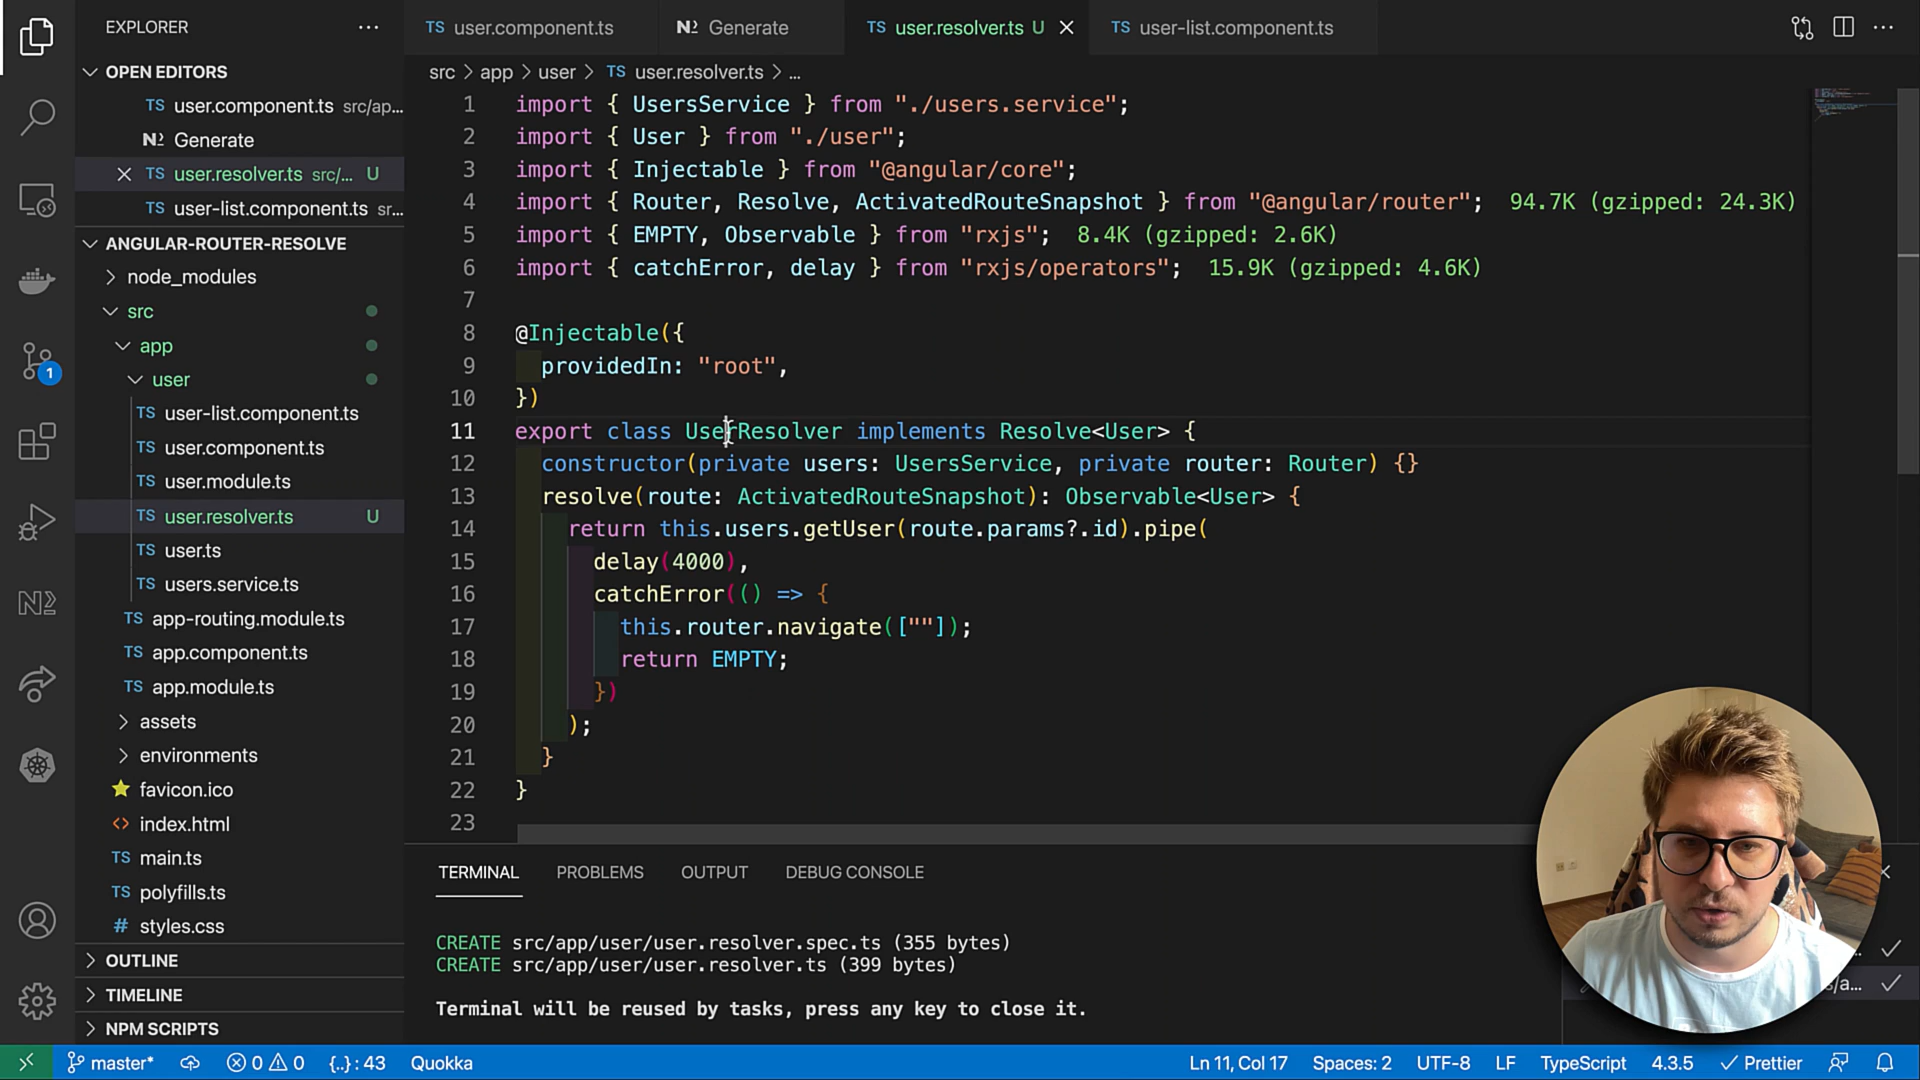 EXPLORER
OPEN EDITORS
TS user.component.ts src/ap...
Generate
TS user.resolver.ts src/... U
TS user-list.component.ts sr...
ANGULAR-ROUTER-RESOLVE
node_modules
src
app
user
TS user-list.component.ts
TS user.component.ts
TS user.module.ts
TS user.resolver.ts U
TS user.ts
TS users.service.ts
TS app-routing.module.ts
TS app.component.ts
TS app.module.ts
assets
environments
favicon.ico
index.html
TS main.ts
TS polyfills.ts
# styles.css
OUTLINE
TIMELINE
NPM SCRIPTS
1
TS user.component.ts
Generate
TS user.resolver.ts U
TS user-list.component.ts
src > app > user > TS user.resolver.ts > ...
1 import { UsersService } from "./users.service";
2 import { User } from "./user";
3 import { Injectable } from "@angular/core";
4 import { Router, Resolve, ActivatedRouteSnapshot } from "@angular/router"; 94.7K (gzipped: 24.3K)
5 import { EMPTY, Observable } from "rxjs"; 8.4K (gzipped: 2.6K)
6 import { catchError, delay } from "rxjs/operators"; 15.9K (gzipped: 4.6K)
7
8 @Injectable({
9 providedIn: "root",
10 })
11 export class UserResolver implements Resolve<User> {
12 constructor(private users: UsersService, private router: Router) {}
13 resolve(route: ActivatedRouteSnapshot): Observable<User> {
14 return this.users.getUser(route.params?.id).pipe(
15 delay(4000),
16 catchError(() => {
17 this.router.navigate([""]);
18 return EMPTY;
19 })
20 );
21 }
22 }
23
TERMINAL PROBLEMS OUTPUT DEBUG CONSOLE
CREATE src/app/user/user.resolver.spec.ts (355 bytes)
CREATE src/app/user/user.resolver.ts (399 bytes)
Terminal will be reused by tasks, press any key to close it.
/a...
master* 0 0 {..}: 43 Quokka Ln 11, Col 17 Spaces: 2 UTF-8 LF TypeScript 4.3.5 Prettier